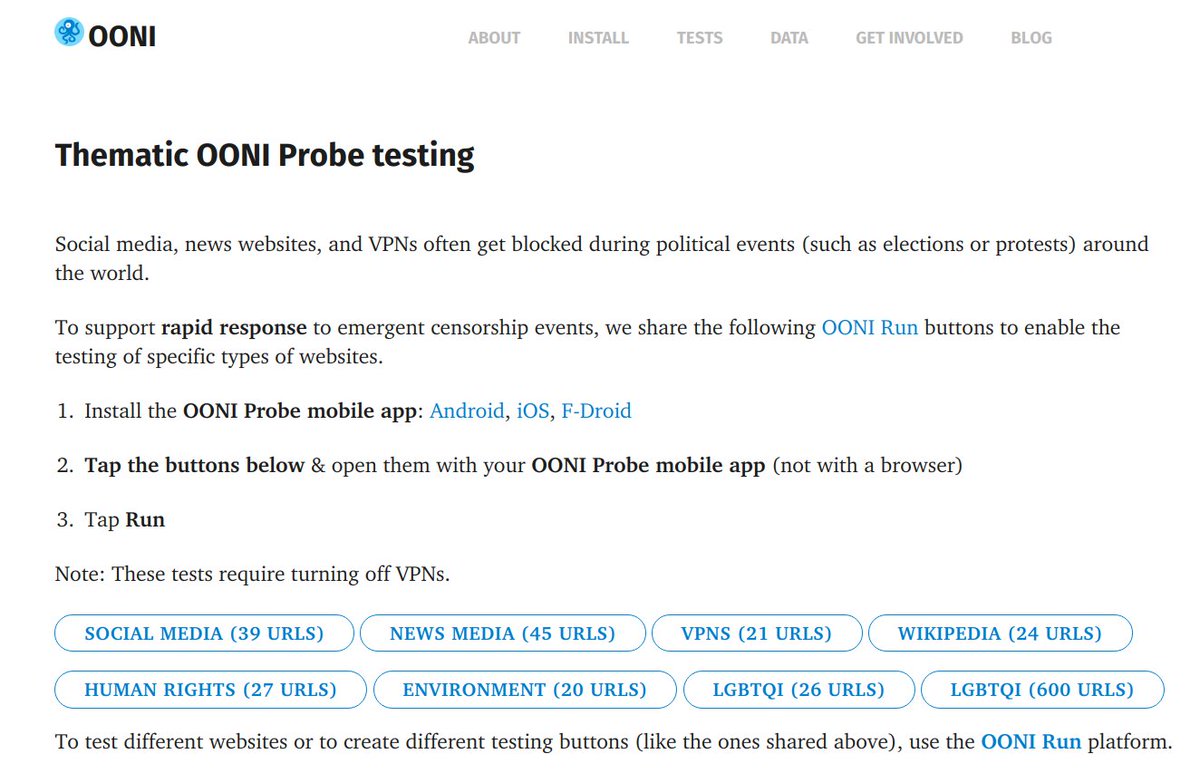 OONI
ABOUT INSTALL TESTS DATA GET INVOLVED BLOG
Thematic OONI Probe testing
Social media, news websites, and VPNs often get blocked during political events (such as elections or protests) around
the world.
To support rapid response to emergent censorship events, we share the following OONI Run buttons to enable the
testing of specific types of websites.
1. Install the OONI Probe mobile app: Android, iOS, F-Droid
2. Tap the buttons below & open them with your OONI Probe mobile app (not with a browser)
3. Tap Run
Note: These tests require turning off VPNs.
SOCIAL MEDIA (39 URLS) NEWS MEDIA (45 URLS) VPNS (21 URLS) WIKIPEDIA (24 URLS)
HUMAN RIGHTS (27 URLS) ENVIRONMENT (20 URLS) LGBTQI (26 URLS) LGBTQI (600 URLS)
To test different websites or to create different testing buttons (like the ones shared above), use the OONI Run platform.